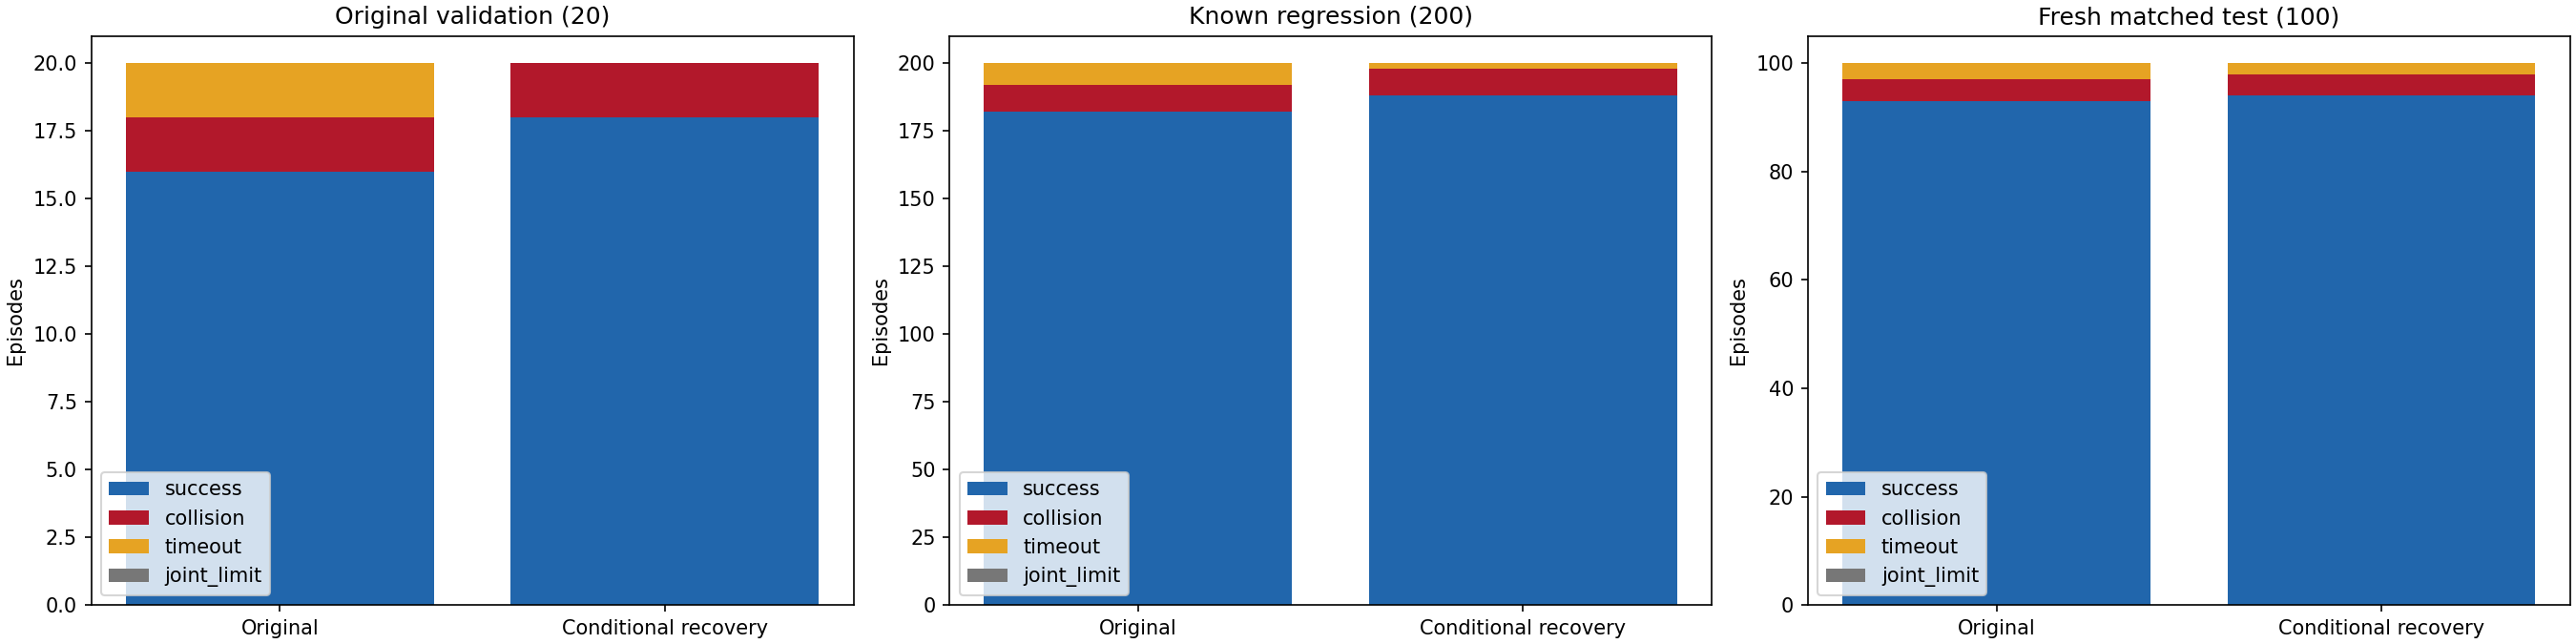 Original validation (20)
Episodes
20.0
17.5
15.0
12.5
10.0
7.5
5.0
2.5
0.0
success
collision
timeout
joint_limit
Original
Conditional recovery
Known regression (200)
Episodes
200
175
150
125
100
75
50
25
0
success
collision
timeout
joint_limit
Original
Conditional recovery
Fresh matched test (100)
Episodes
100
80
60
40
20
0
success
collision
timeout
joint_limit
Original
Conditional recovery